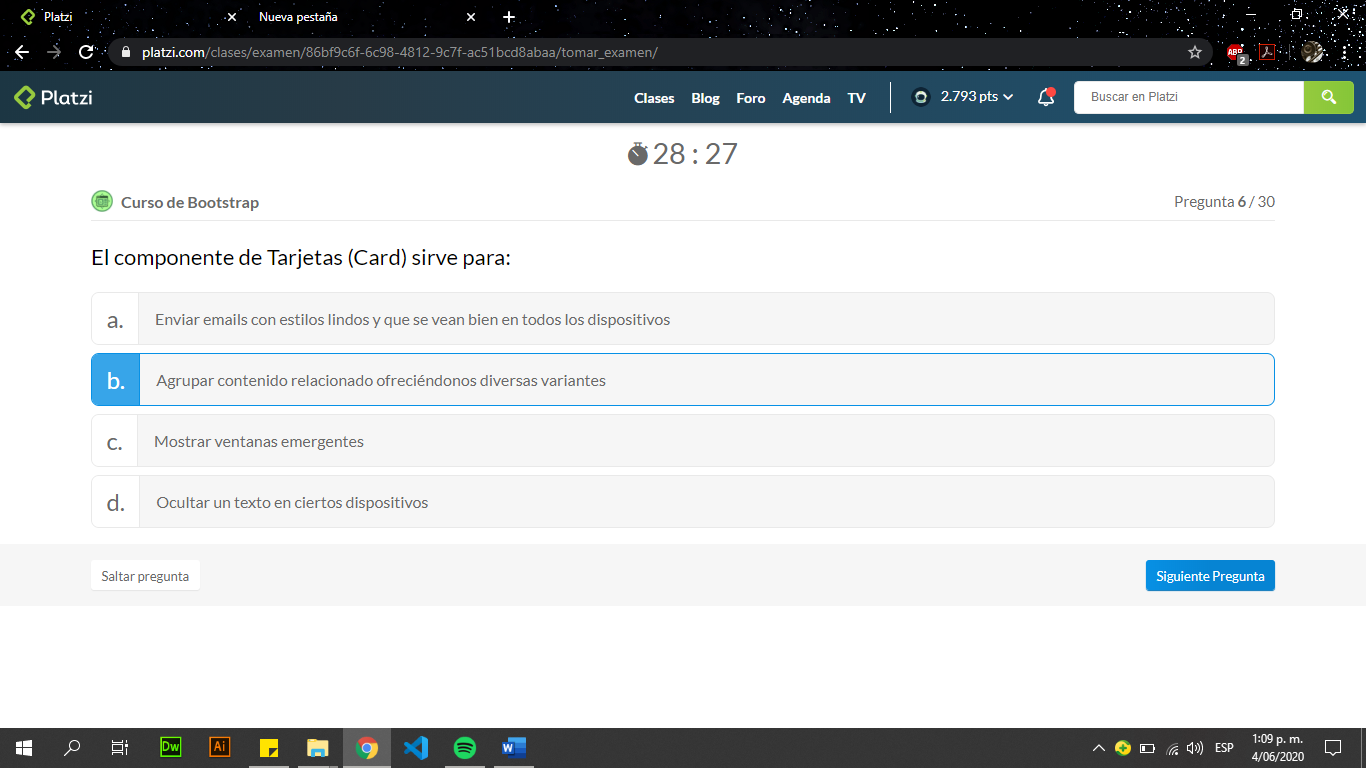 Platzi
Nueva pestaña
platzi.com/clases/examen/86bf9c6f-6c98-4812-9c7f-ac51bcd8abaa/tomar_examen/
ABP
2
Platzi
Clases Blog Foro Agenda TV
2.793 pts
Buscar en Platzi
28 : 27
Curso de Bootstrap
Pregunta 6 / 30
El componente de Tarjetas (Card) sirve para:
a. Enviar emails con estilos lindos y que se vean bien en todos los dispositivos
b. Agrupar contenido relacionado ofreciéndonos diversas variantes
c. Mostrar ventanas emergentes
d. Ocultar un texto en ciertos dispositivos
Saltar pregunta
Siguiente Pregunta
Dw
Ai
W
ESP
1:09 p. m.
4/06/2020